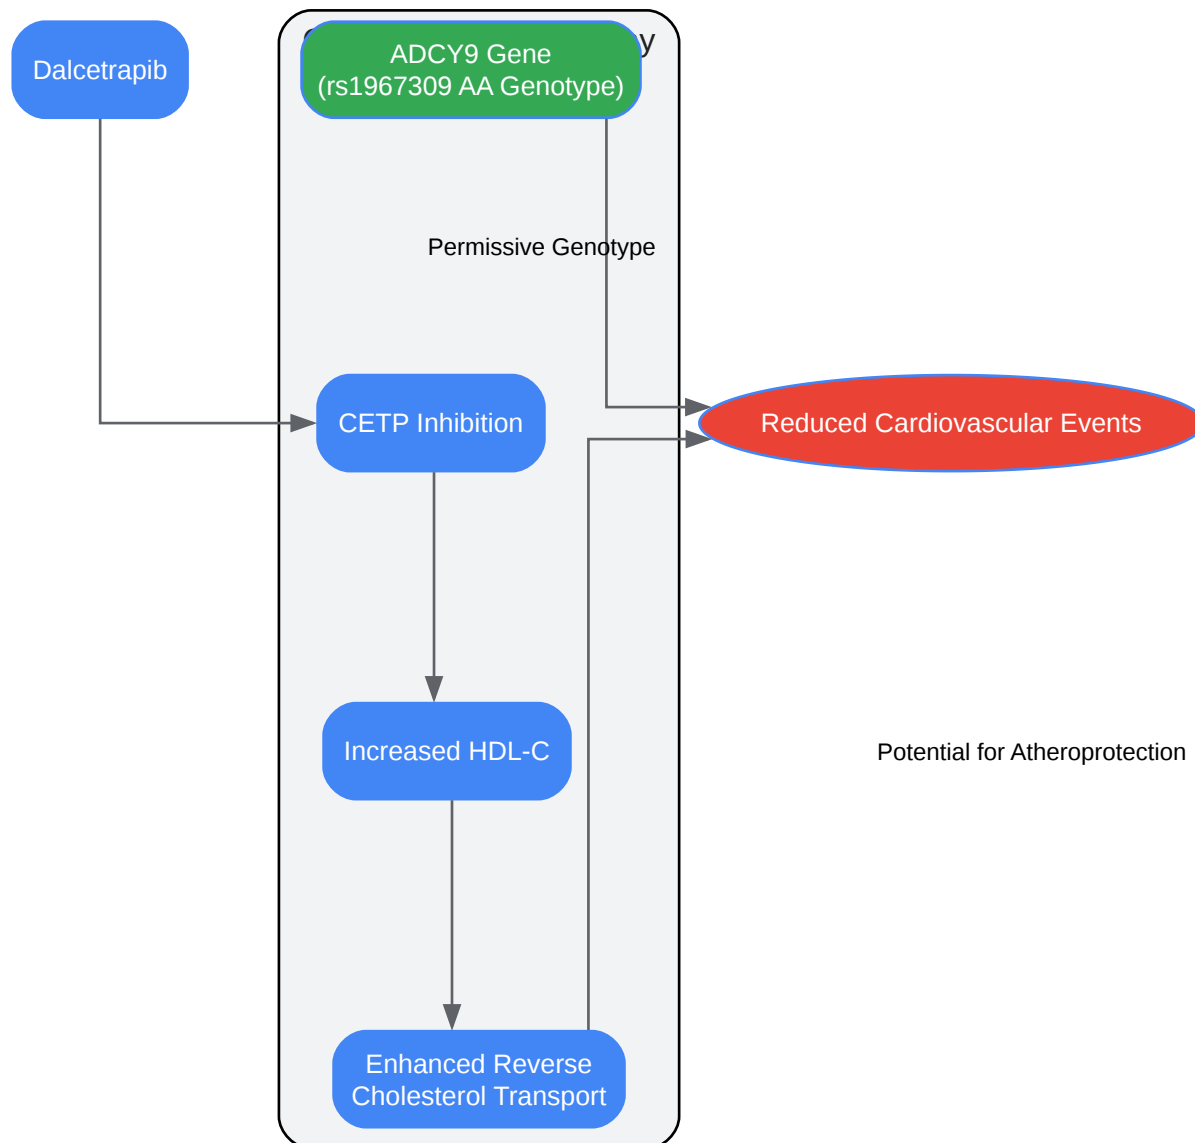 Dalcetrapib
ADCY9 Gene
(rs1967309 AA Genotype)
Permissive Genotype
CETP Inhibition
Reduced Cardiovascular Events
Increased HDL-C
Potential for Atheroprotection
Enhanced Reverse
Cholesterol Transport